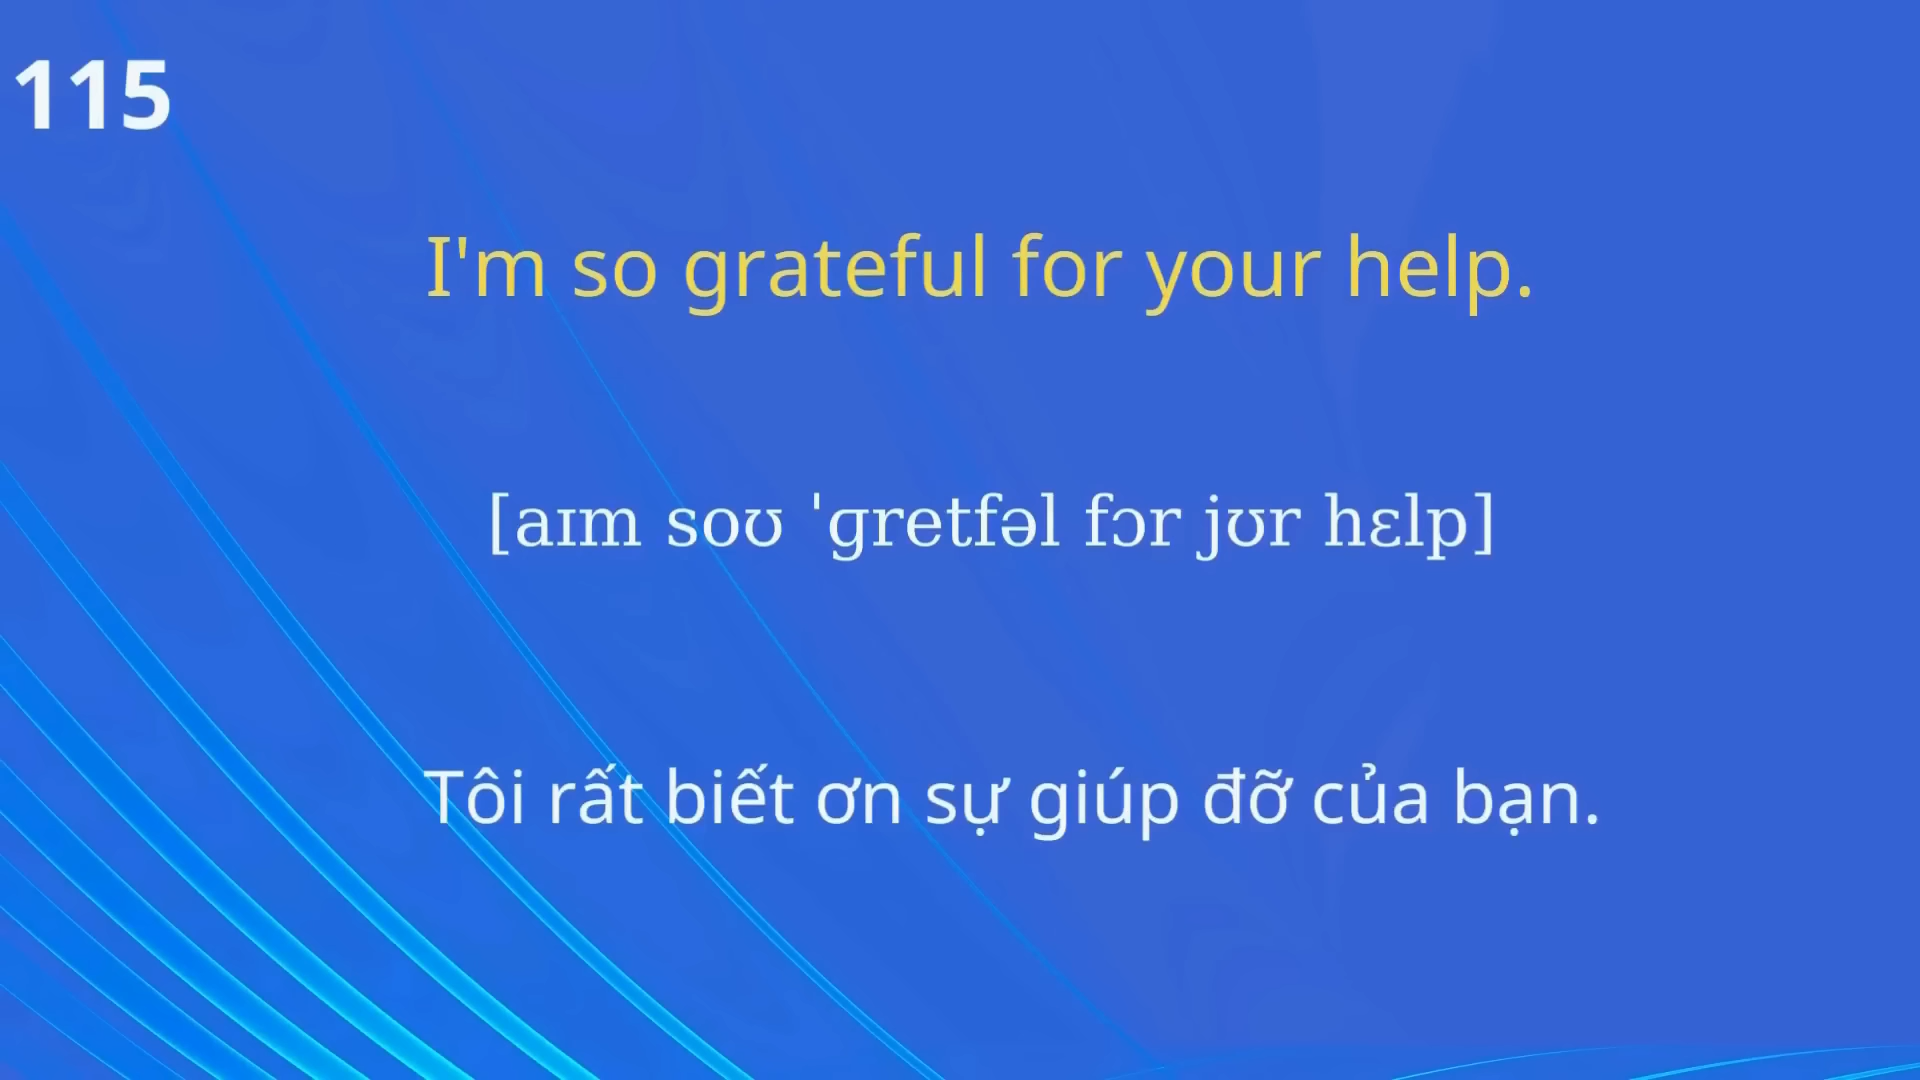 115
I'm so grateful for your help.
[aɪm soʊ ˈɡretfəl fɔr jʊr hɛlp]
Tôi rất biết ơn sự giúp đỡ của bạn.